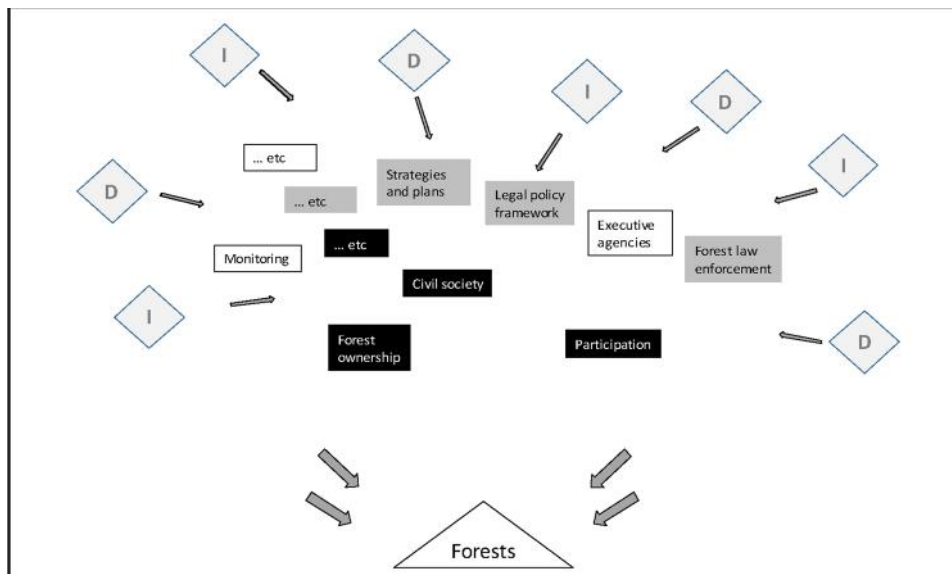 I
D
I
D
I
D
I
D
... etc
... etc
... etc
Monitoring
Strategies
and plans
Legal policy
framework
Executive
agencies
Forest law
enforcement
Civil society
Forest
ownership
Participation
Forests